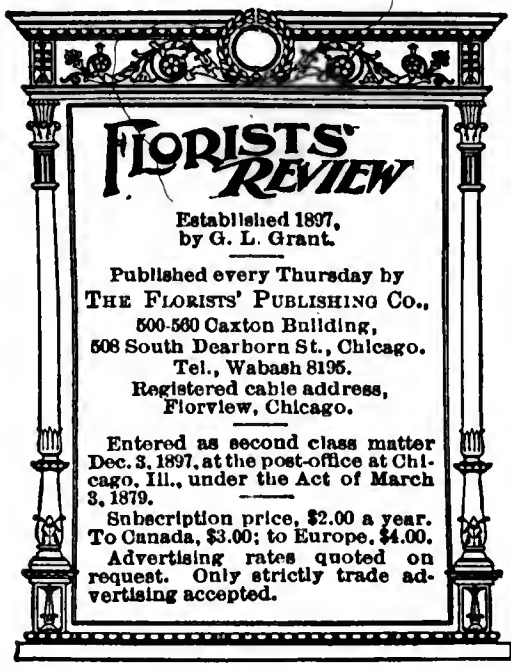 FLORISTS'
REVIEW
Established 1897,
by G. L. Grant.
Published every Thursday by
THE FLORISTS' PUBLISHING CO.,
500-560 Caxton Building,
508 South Dearborn St., Chicago.
Tel., Wabash 8195.
Registered cable address,
Florview, Chicago.
Entered as second class matter
Dec. 3, 1897, at the post-office at Chi-
cago, Ill., under the Act of March
3, 1879.
Subscription price, $2.00 a year.
To Canada, $3.00; to Europe, $4.00.
Advertising rates quoted on
request. Only strictly trade ad-
vertising accepted.